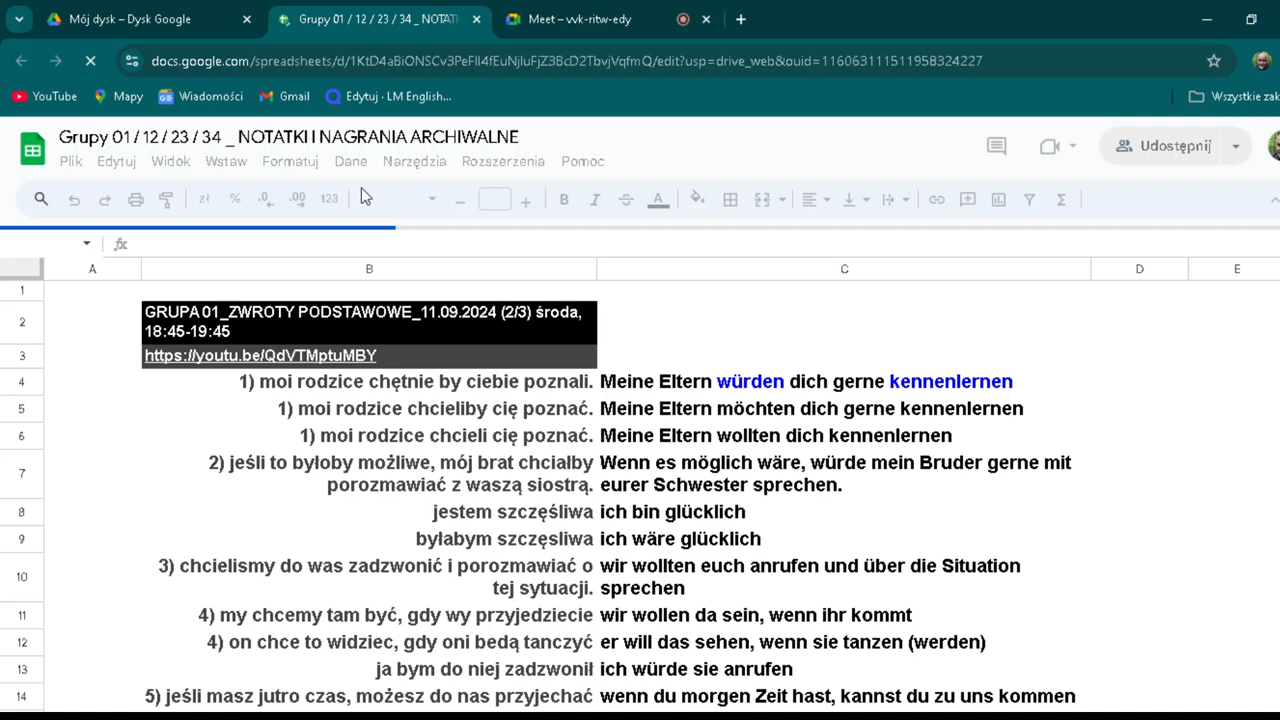 Mój dysk – Dysk Google
Grupy 01 / 12 / 23 / 34 _ NOTAT
Meet – vvk-ritw-edy
docs.google.com/spreadsheets/d/1KtD4aBiONSCv3PeFII4fEuNjIuFjZ3BcD2TbvjVqfmQ/edit?usp=drive_web&ouid=116063111511958324227
YouTube
Mapy
Wiadomości
Gmail
Edytuj · LM English...
Wszystkie zak
Grupy 01 / 12 / 23 / 34 _ NOTATKI I NAGRANIA ARCHIWALNE
Plik Edytuj Widok Wstaw Formatuj Dane Narzędzia Rozszerzenia Pomoc
Udostępnij
zł % .0 .00 123
B I A Σ
fx
A B C D E
1
2 GRUPA 01_ZWROTY PODSTAWOWE_11.09.2024 (2/3) środa,
18:45-19:45
3 https://youtu.be/QdVTMptuMBY
4 1) moi rodzice chętnie by ciebie poznali. Meine Eltern würden dich gerne kennenlernen
5 1) moi rodzice chcieliby cię poznać. Meine Eltern möchten dich gerne kennenlernen
6 1) moi rodzice chcieli cię poznać. Meine Eltern wollten dich kennenlernen
7 2) jeśli to byłoby możliwe, mój brat chciałby Wenn es möglich wäre, würde mein Bruder gerne mit
porozmawiać z waszą siostrą. eurer Schwester sprechen.
8 jestem szczęśliwa ich bin glücklich
9 byłabym szczęsliwa ich wäre glücklich
10 3) chcielismy do was zadzwonić i porozmawiać o wir wollten euch anrufen und über die Situation
tej sytuacji. sprechen
11 4) my chcemy tam być, gdy wy przyjedziecie wir wollen da sein, wenn ihr kommt
12 4) on chce to widziec, gdy oni bedą tanczyć er will das sehen, wenn sie tanzen (werden)
13 ja bym do niej zadzwonił ich würde sie anrufen
14 5) jeśli masz jutro czas, możesz do nas przyjechać wenn du morgen Zeit hast, kannst du zu uns kommen